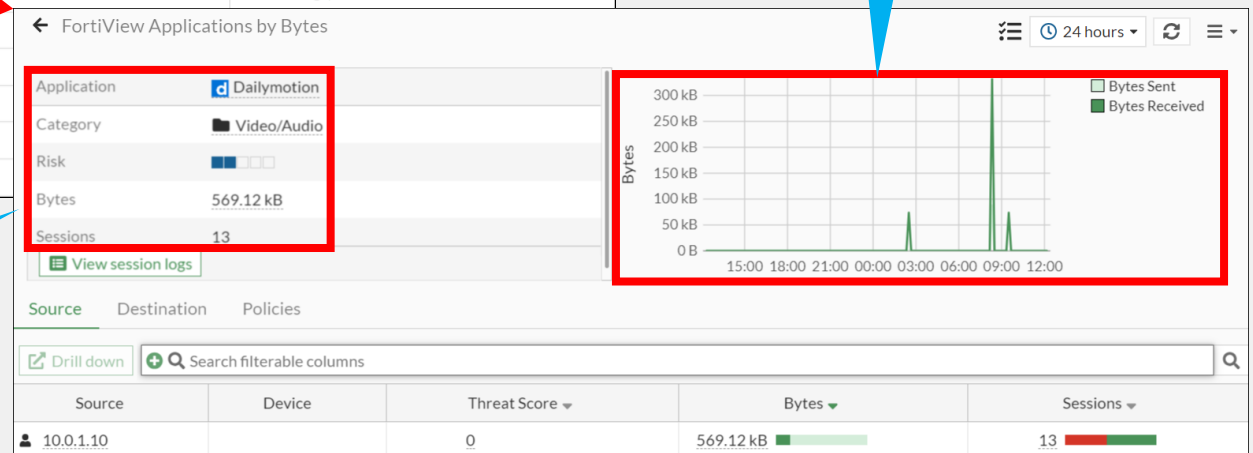 FortiView Applications by Bytes
24 hours
Application
Dailymotion
Category
Video/Audio
Risk
Bytes
569.12 kB
Sessions
13
View session logs
Bytes
300 kB
250 kB
200 kB
150 kB
100 kB
50 kB
0 B
15:00 18:00 21:00 00:00 03:00 06:00 09:00 12:00
Bytes Sent
Bytes Received
Source Destination Policies
Drill down
Search filterable columns
Source Device Threat Score Bytes Sessions
10.0.1.10 0 569.12 kB 13